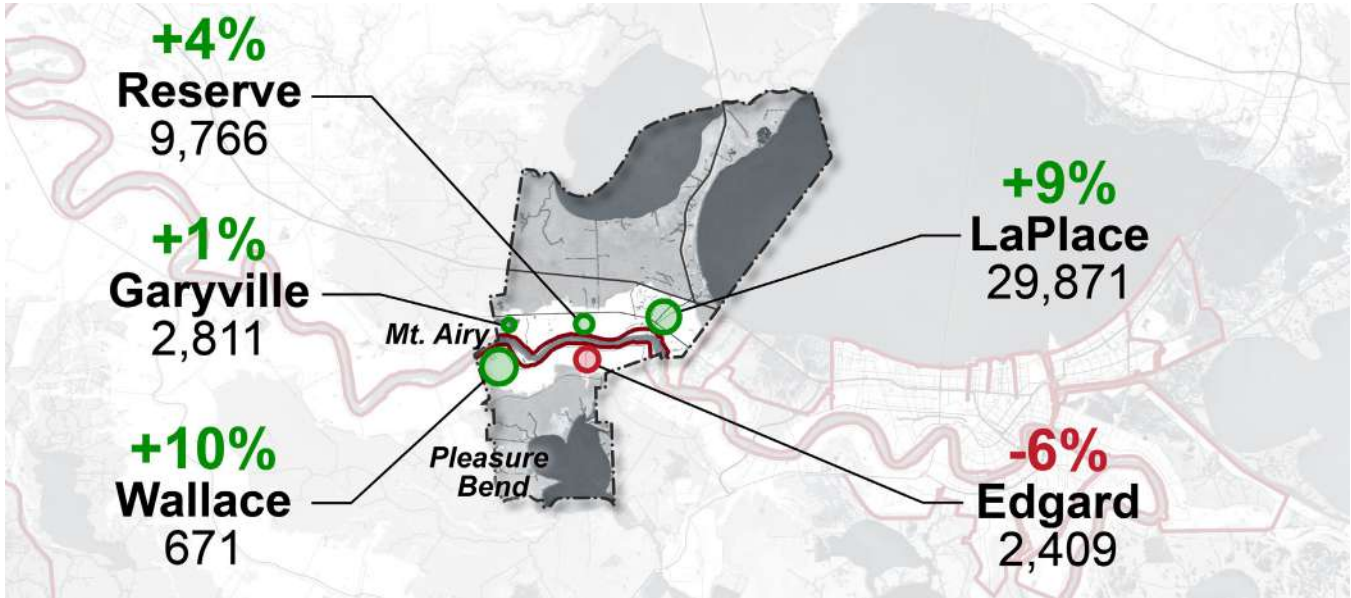 +4%
Reserve
9,766
+1%
Garyville
2,811
+10%
Wallace
671
Mt. Airy
Pleasure
Bend
+9%
LaPlace
29,871
-6%
Edgard
2,409